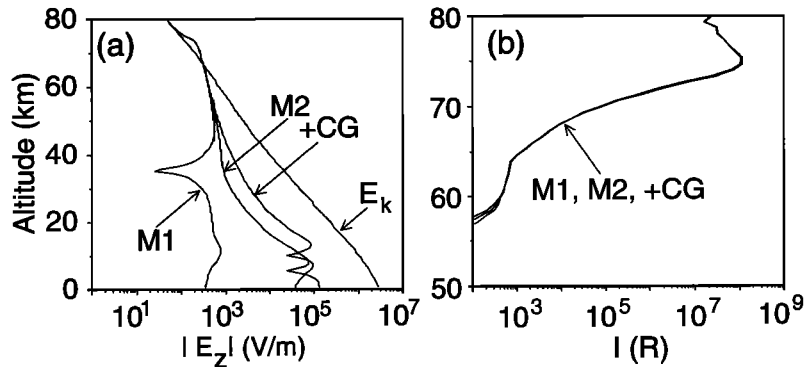 (a)
80
60
40
20
0
Altitude (km)
M2
+CG
E_k
M1
10^1
10^3
10^5
10^7
| E_z | (V/m)
(b)
80
70
60
50
M1, M2, +CG
10^3
10^5
10^7
10^9
I (R)